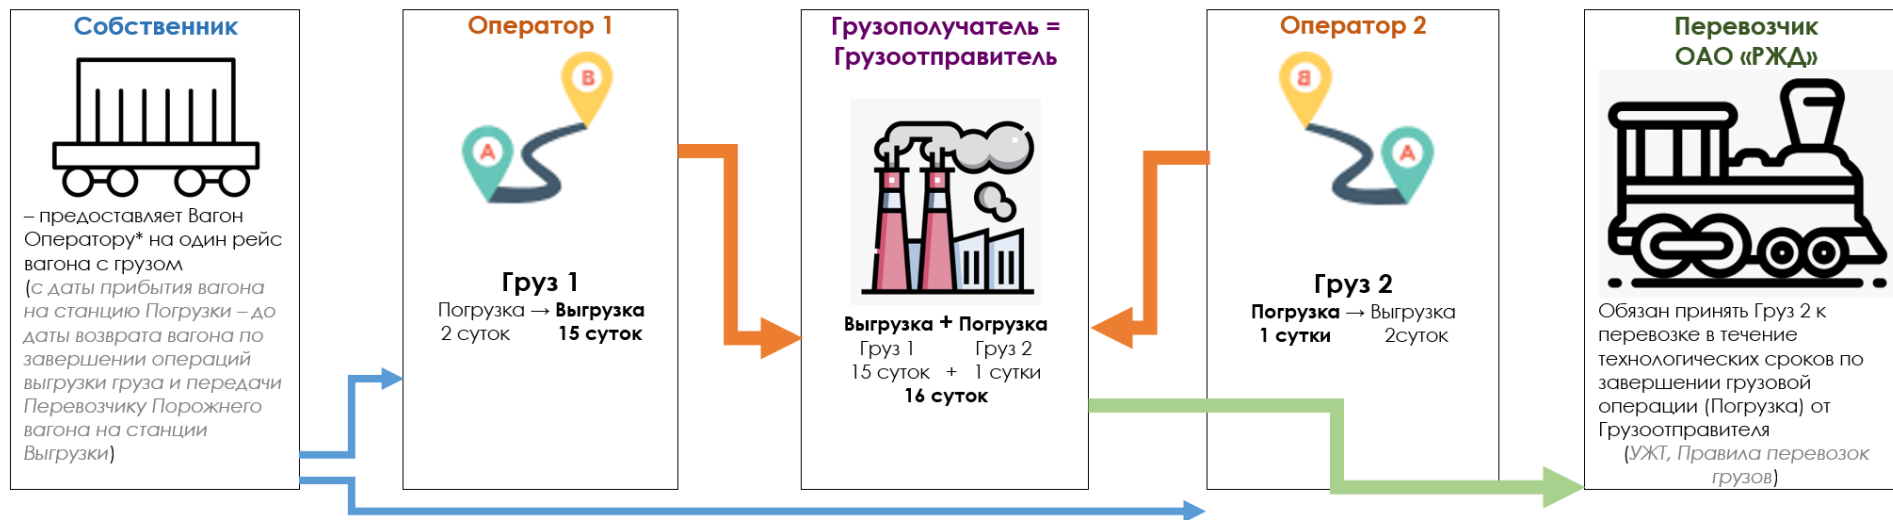 Собственник
– предоставляет Вагон
Оператору* на один рейс
вагона с грузом
(с даты прибытия вагона
на станцию Погрузки – до
даты возврата вагона по
завершении операций
выгрузки груза и передачи
Перевозчику Порожнего
вагона на станции
Выгрузки)
Оператор 1
B
A
Груз 1
Погрузка → Выгрузка
2 суток 15 суток
Грузополучатель =
Грузоотправитель
Выгрузка + Погрузка
Груз 1 Груз 2
15 суток + 1 сутки
16 суток
Оператор 2
B
A
Груз 2
Погрузка → Выгрузка
1 сутки 2суток
Перевозчик
ОАО «РЖД»
Обязан принять Груз 2 к
перевозке в течение
технологических сроков по
завершении грузовой
операции (Погрузка) от
Грузоотправителя
(УЖТ, Правила перевозок
грузов)